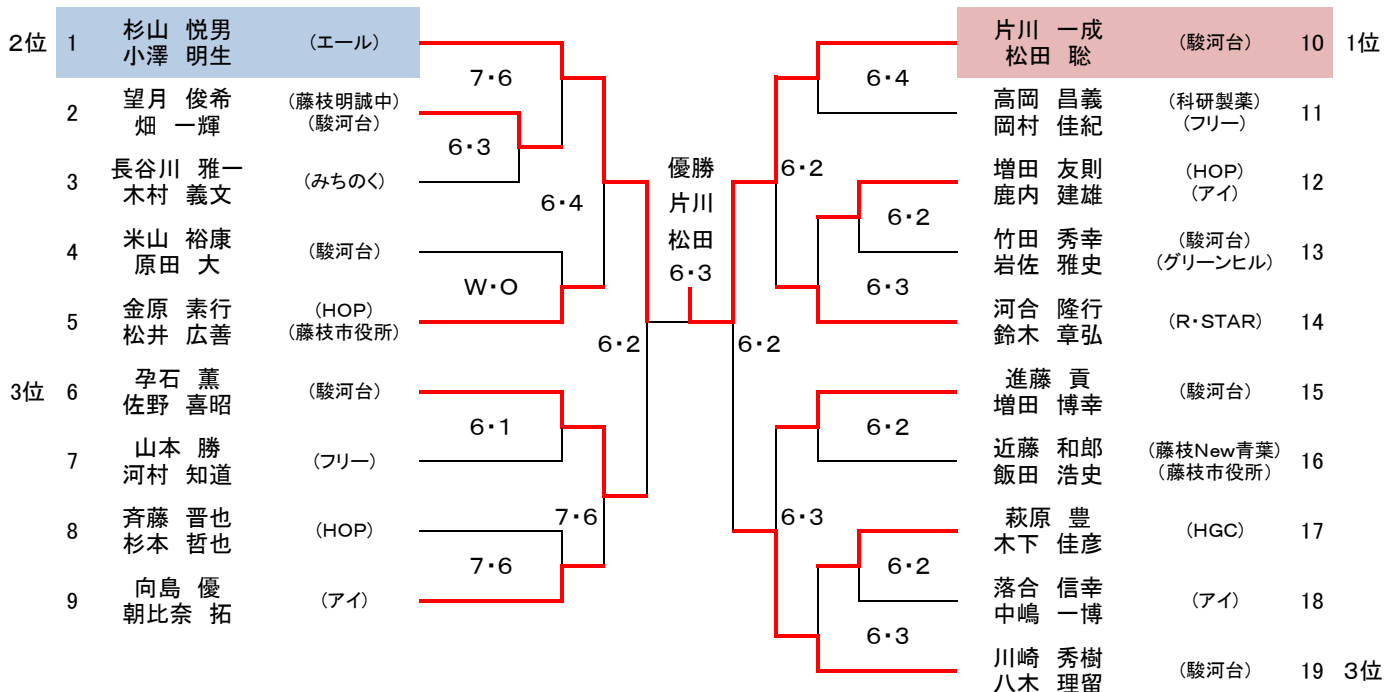 2位 1 杉山 悦男 小澤 明生 (エール)
2 望月 俊希 畑 一輝 (藤枝明誠中) (駿河台)
3 長谷川 雅一 木村 義文 (みちのく)
4 米山 裕康 原田 大 (駿河台)
5 金原 素行 松井 広善 (HOP) (藤枝市役所)
3位 6 孕石 薫 佐野 喜昭 (駿河台)
7 山本 勝 河村 知道 (フリー)
8 斉藤 晋也 杉本 哲也 (HOP)
9 向島 優 朝比奈 拓 (アイ)
7・6
6・3
6・4
W・O
6・2
6・1
7・6
7・6
優勝
片川
松田
6・3
6・4
6・2
6・2
6・3
6・2
6・2
6・3
6・2
6・3
片川 一成 松田 聡 (駿河台) 10 1位
高岡 昌義 岡村 佳紀 (科研製薬) (フリー) 11
増田 友則 鹿内 建雄 (HOP) (アイ) 12
竹田 秀幸 岩佐 雅史 (駿河台) (グリーンヒル) 13
河合 隆行 鈴木 章弘 (R・STAR) 14
進藤 貢 増田 博幸 (駿河台) 15
近藤 和郎 飯田 浩史 (藤枝New青葉) (藤枝市役所) 16
萩原 豊 木下 佳彦 (HGC) 17
落合 信幸 中嶋 一博 (アイ) 18
川崎 秀樹 八木 理留 (駿河台) 19 3位